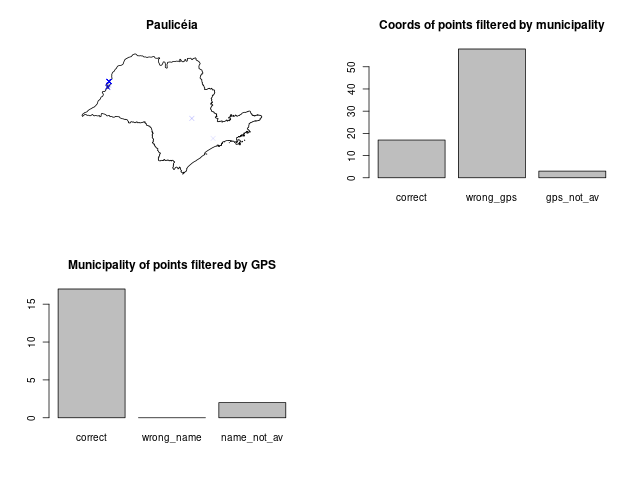 Paulicéia
Coords of points filtered by municipality
50
40
30
20
10
0
correct wrong_gps gps_not_av
Municipality of points filtered by GPS
15
10
5
0
correct wrong_name name_not_av